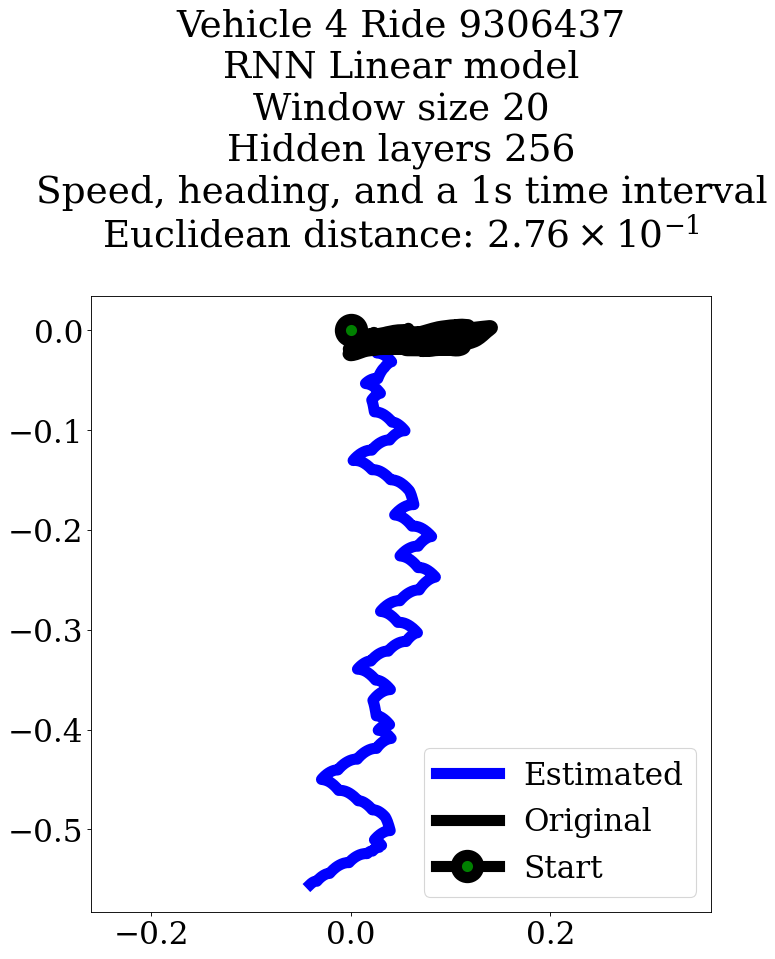 Vehicle 4 Ride 9306437
RNN Linear model
Window size 20
Hidden layers 256
Speed, heading, and a 1s time interval
Euclidean distance: 2.76 × 10⁻¹
0.0
−0.1
−0.2
−0.3
−0.4
−0.5
Estimated
Original
Start
−0.2
0.0
0.2